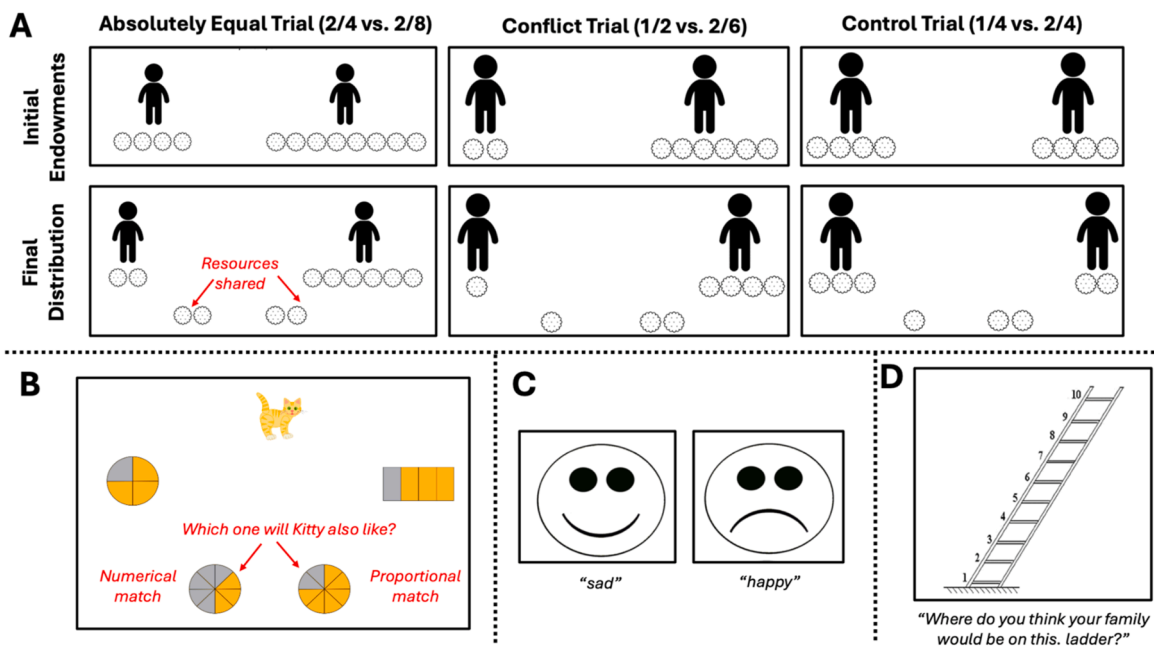 A
Absolutely Equal Trial (2/4 vs. 2/8)
Conflict Trial (1/2 vs. 2/6)
Control Trial (1/4 vs. 2/4)
Initial
Endowments
Final
Distribution
Resources
shared
B
Which one will Kitty also like?
Numerical
match
Proportional
match
C
“sad”
“happy”
D
10
9
8
7
6
5
4
3
2
1
“Where do you think your family
would be on this. ladder?”